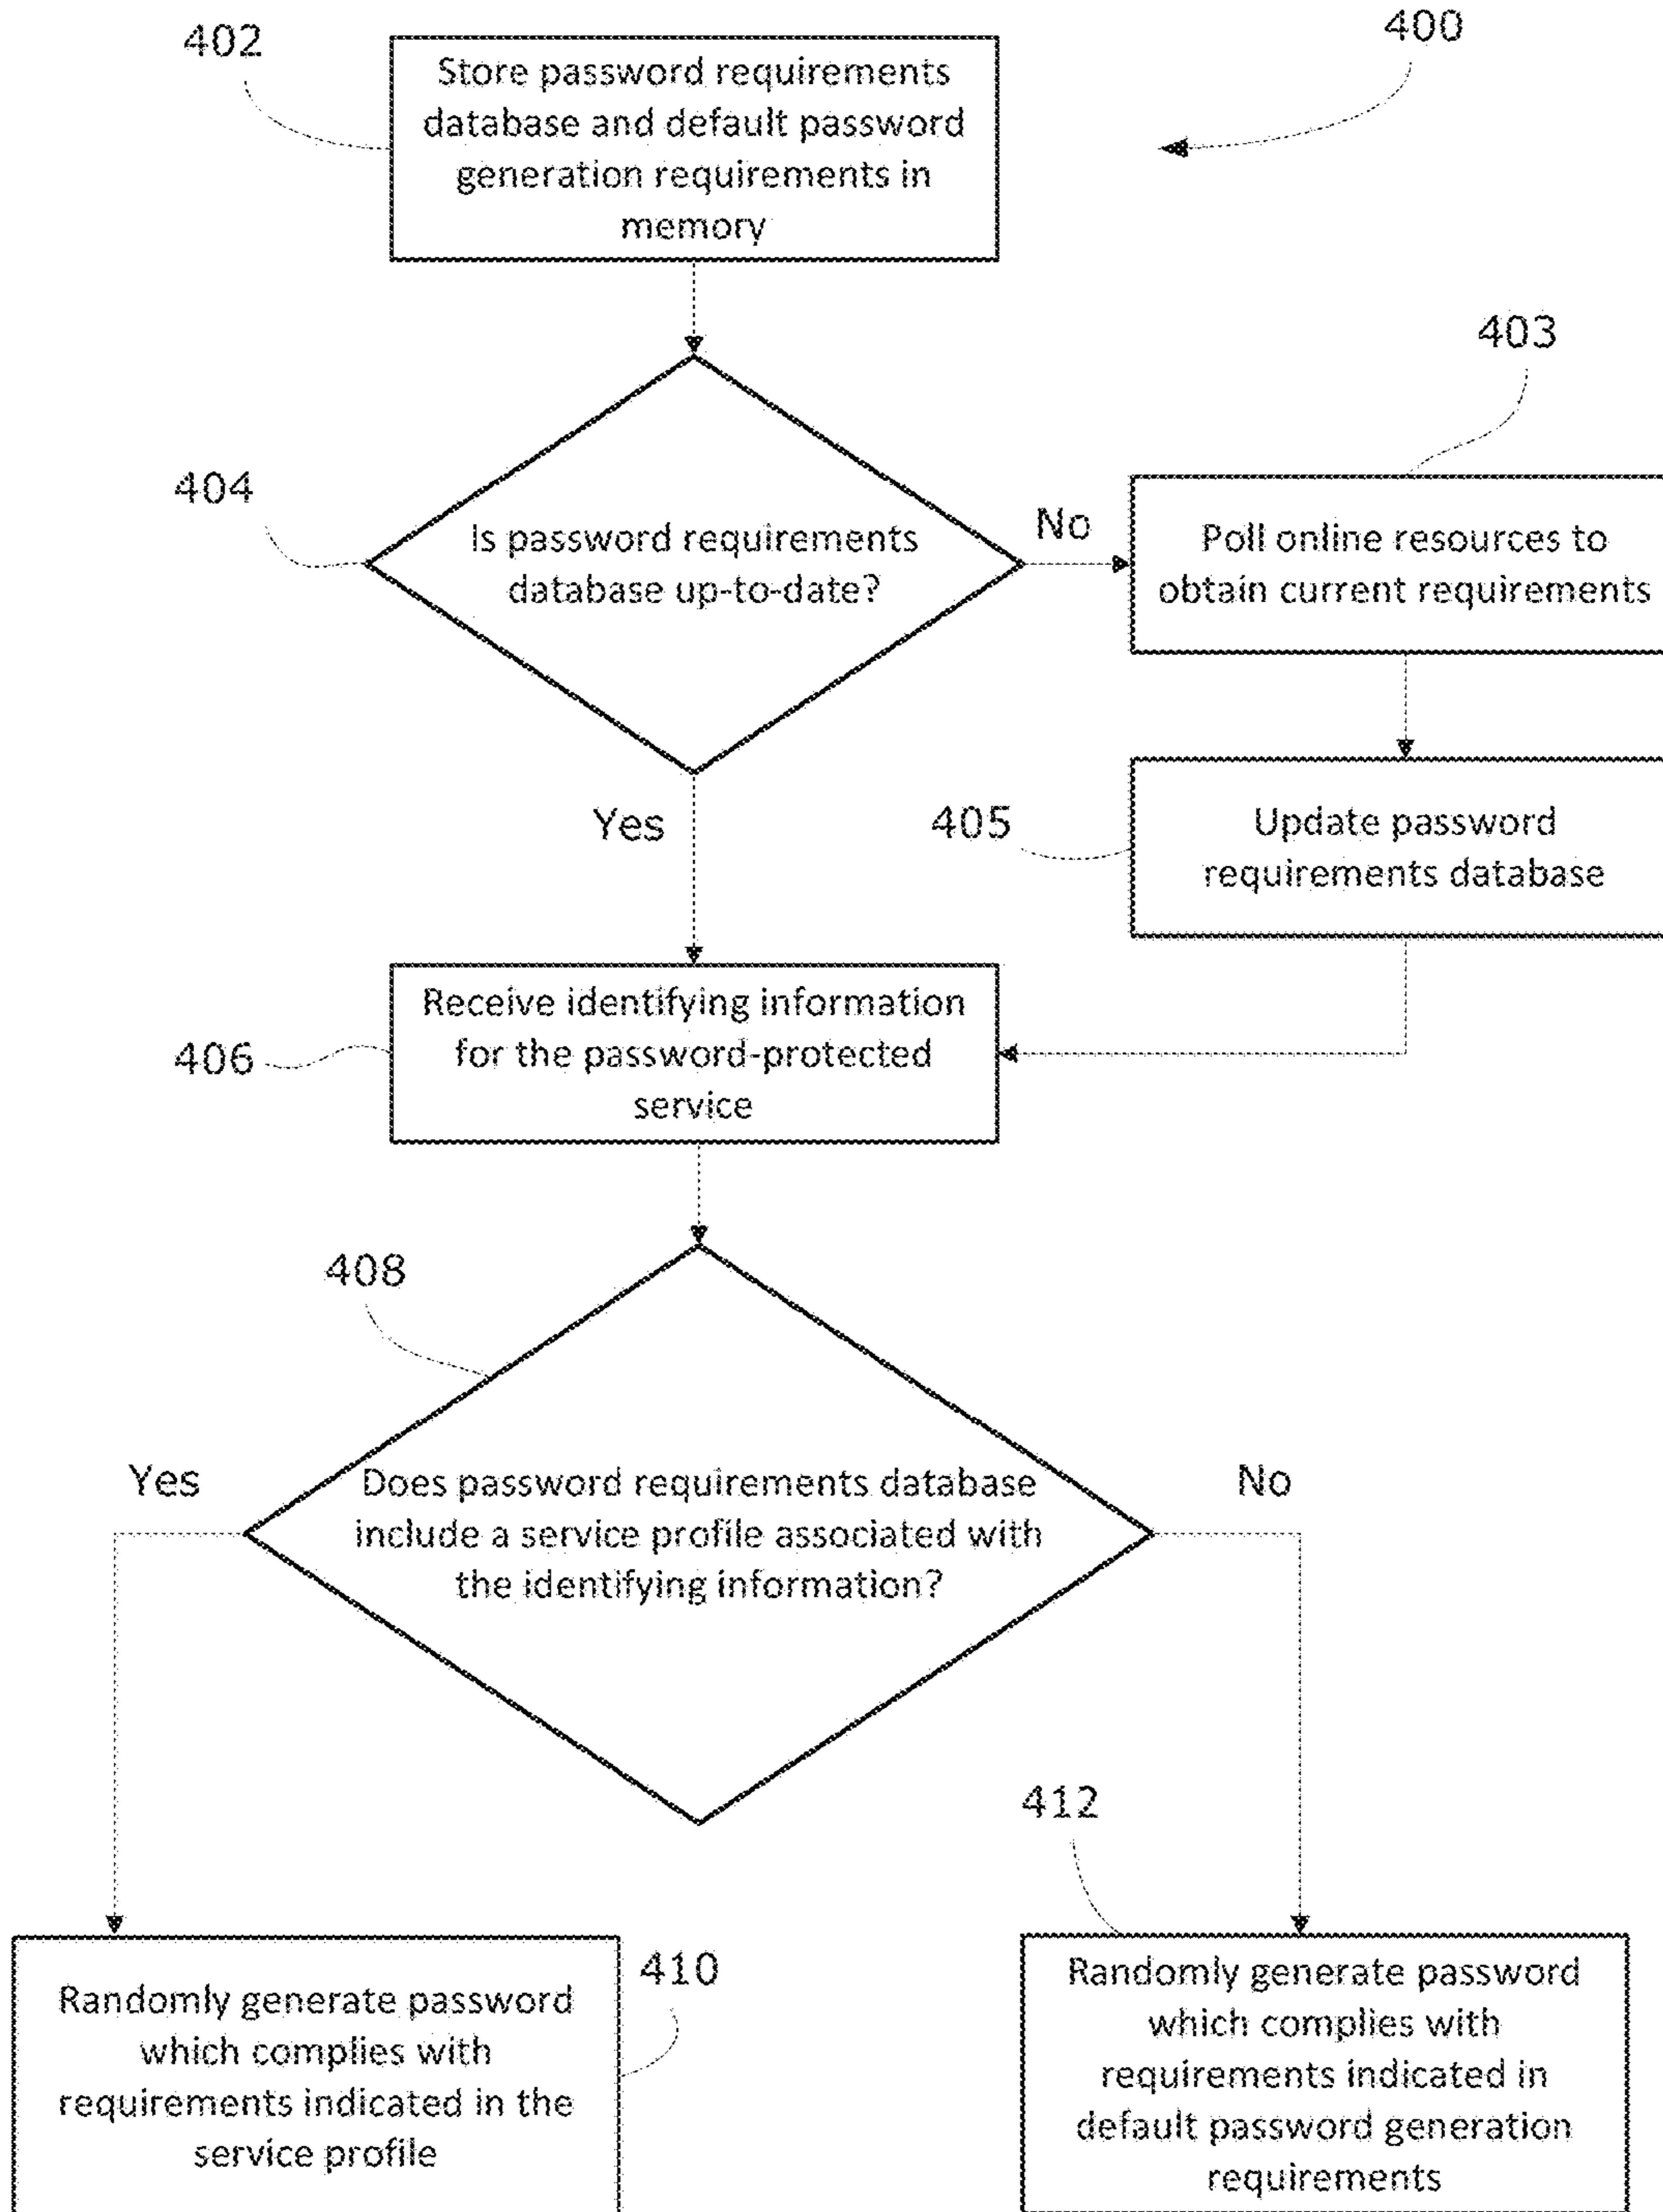 402
400
Store password requirements
database and default password
generation requirements in
memory
403
404
Is password requirements
database up-to-date?
No
Poll online resources to
obtain current requirements
Yes
405
Update password
requirements database
406
Receive identifying information
for the password-protected
service
408
Yes
Does password requirements database
include a service profile associated with
the identifying information?
No
412
410
Randomly generate password
which complies with
requirements indicated in the
service profile
Randomly generate password
which complies with
requirements indicated in
default password generation
requirements